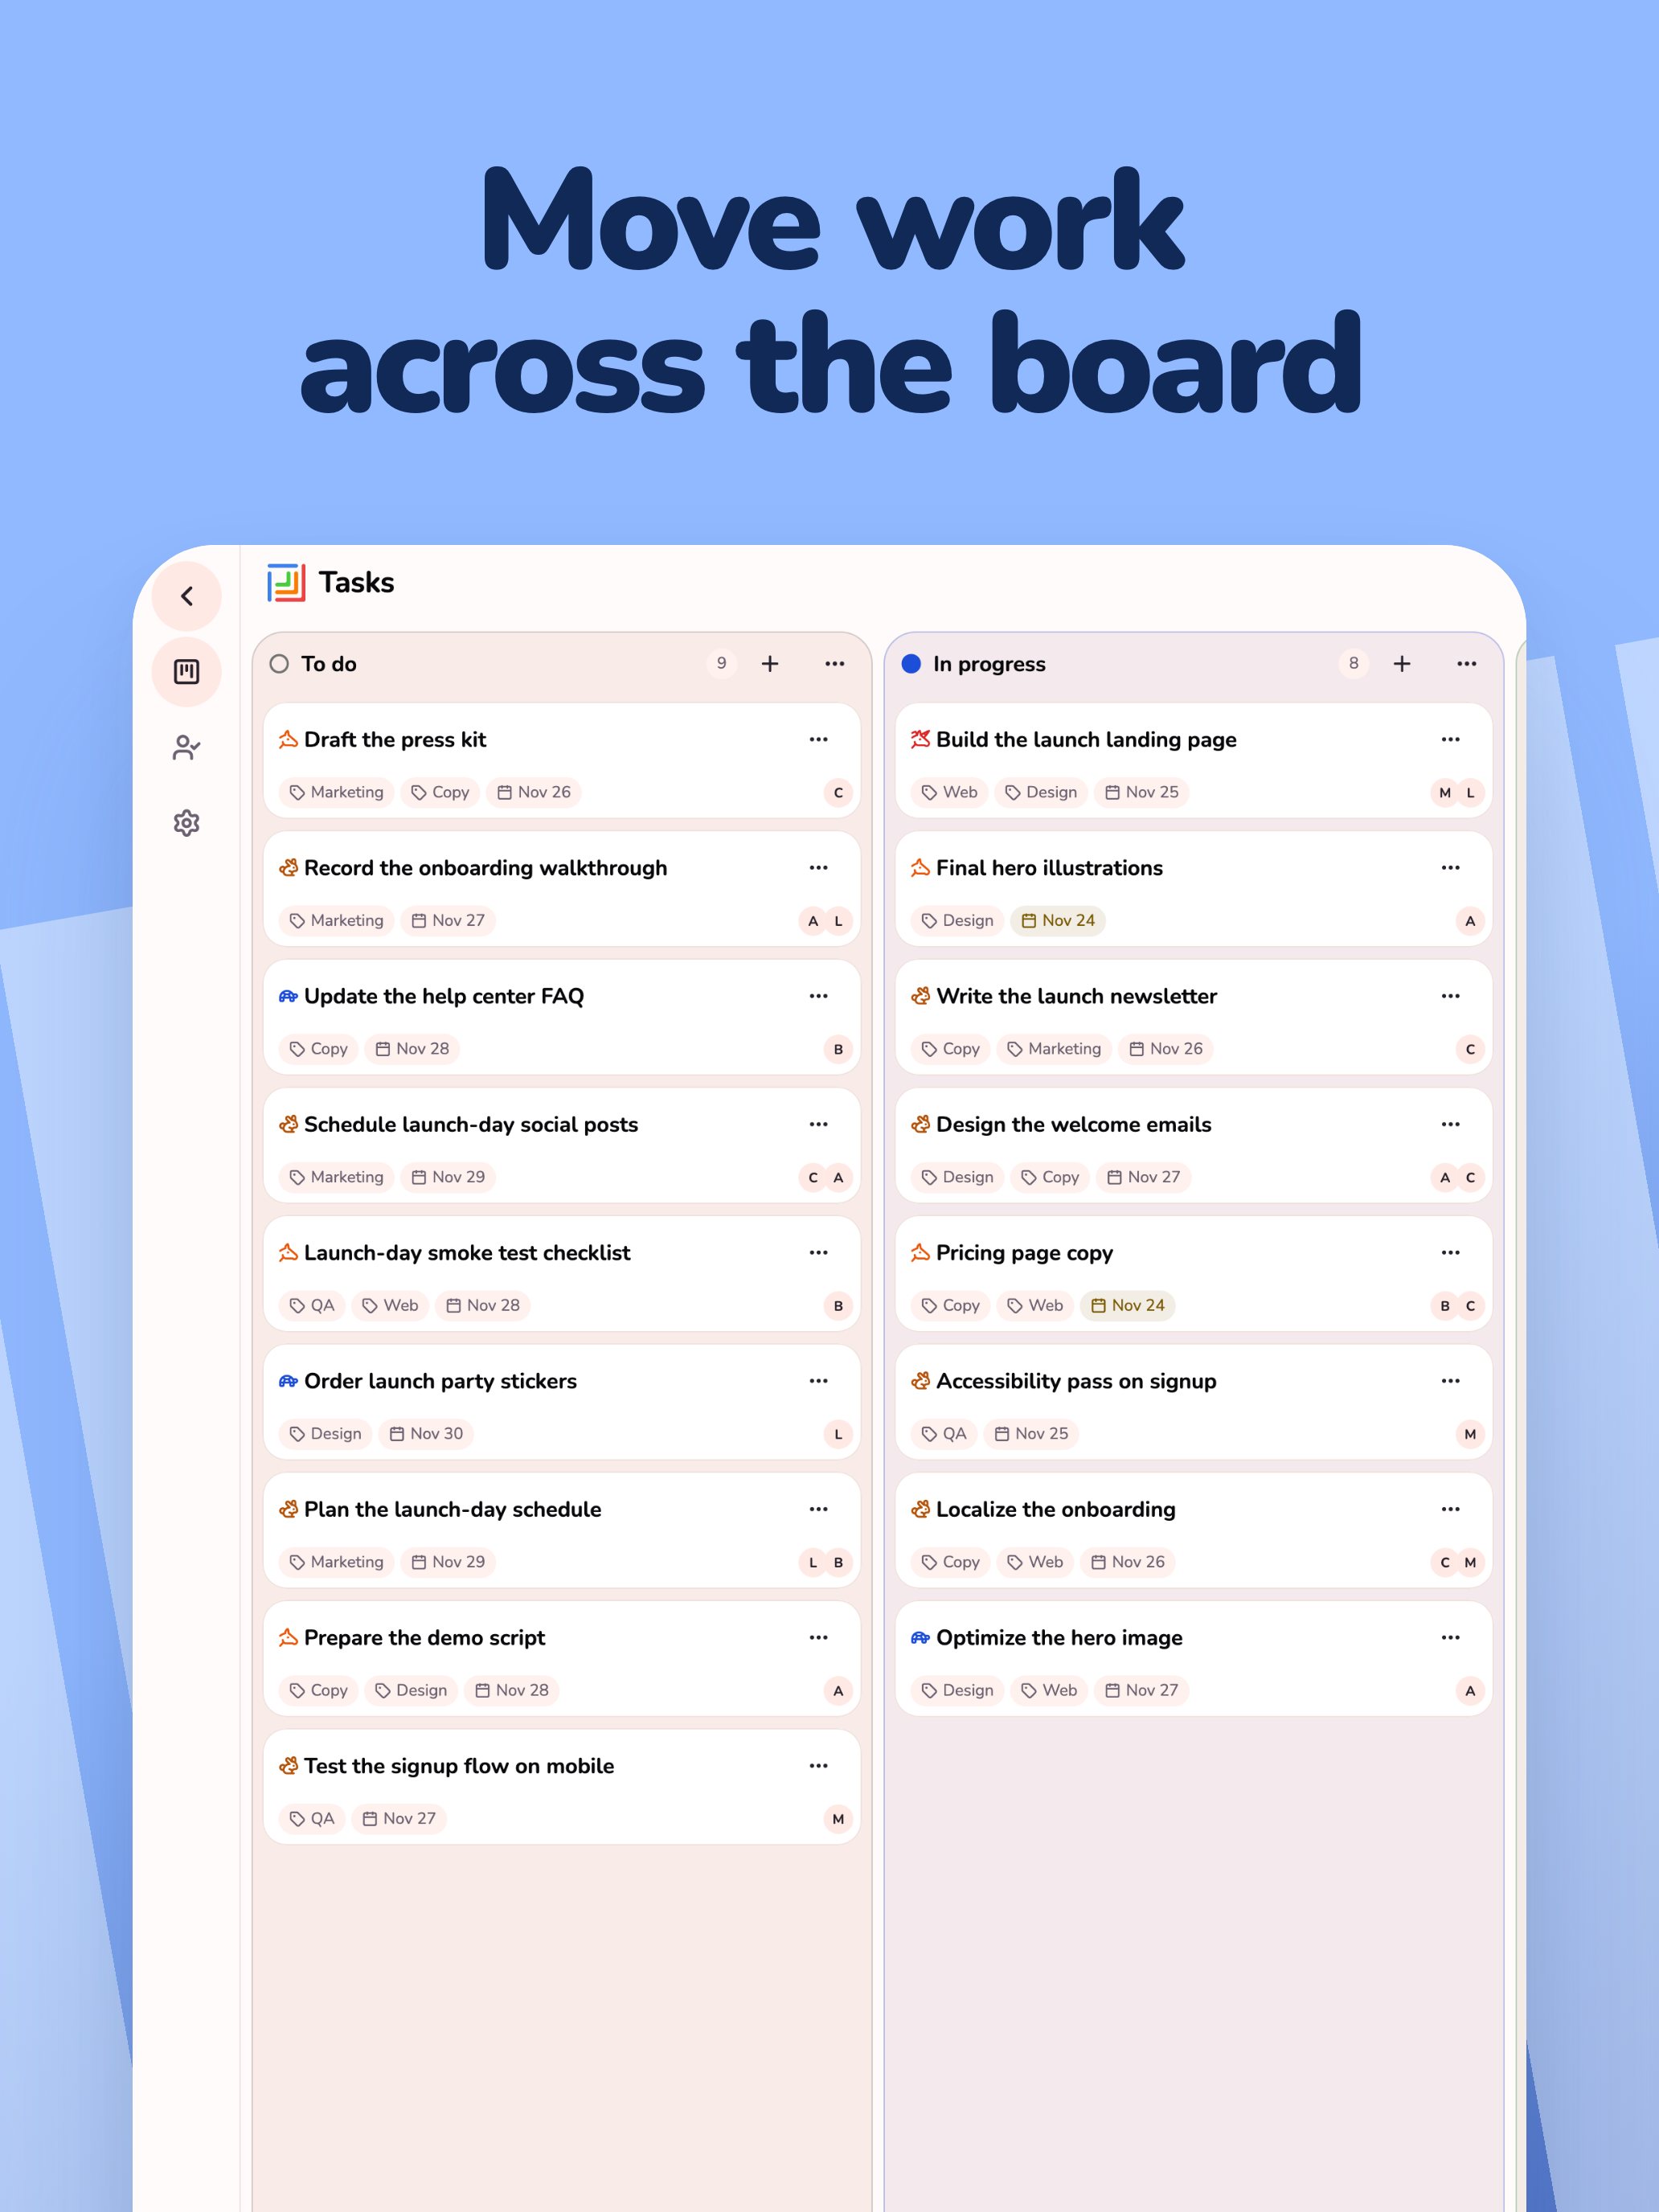 Move work
across the board
Tasks
To do 9
Draft the press kit
Marketing Copy Nov 26 C
Record the onboarding walkthrough
Marketing Nov 27 A L
Update the help center FAQ
Copy Nov 28 B
Schedule launch-day social posts
Marketing Nov 29 C A
Launch-day smoke test checklist
QA Web Nov 28 B
Order launch party stickers
Design Nov 30 L
Plan the launch-day schedule
Marketing Nov 29 L B
Prepare the demo script
Copy Design Nov 28 A
Test the signup flow on mobile
QA Nov 27 M
In progress 8
Build the launch landing page
Web Design Nov 25 M L
Final hero illustrations
Design Nov 24 A
Write the launch newsletter
Copy Marketing Nov 26 C
Design the welcome emails
Design Copy Nov 27 A C
Pricing page copy
Copy Web Nov 24 B C
Accessibility pass on signup
QA Nov 25 M
Localize the onboarding
Copy Web Nov 26 C M
Optimize the hero image
Design Web Nov 27 A